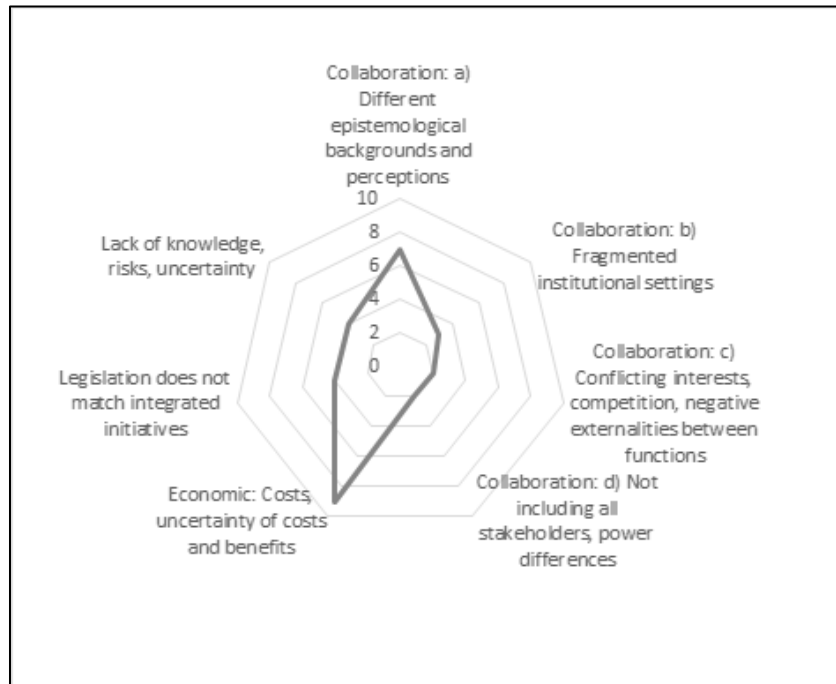 Collaboration: a)
Different
epistemological
backgrounds and
perceptions
10
8
6
4
2
0
Collaboration: b)
Fragmented
institutional settings
Collaboration: c)
Conflicting interests,
competition, negative
externalities between
functions
Collaboration: d) Not
including all
stakeholders, power
differences
Economic: Costs,
uncertainty of costs
and benefits
Legislation does not
match integrated
initiatives
Lack of knowledge,
risks, uncertainty